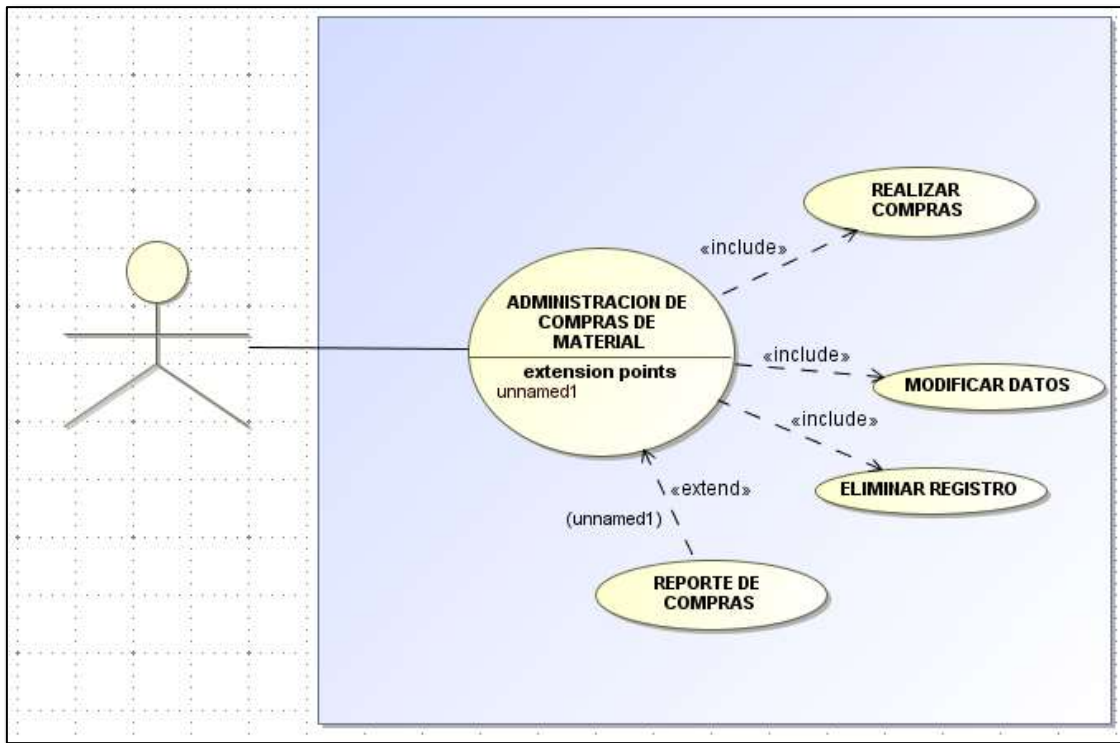 REALIZAR
COMPRAS
«include»
ADMINISTRACION DE
COMPRAS DE
MATERIAL
extension points
unnamed1
«include»
MODIFICAR DATOS
«include»
ELIMINAR REGISTRO
«extend»
(unnamed1)
REPORTE DE
COMPRAS